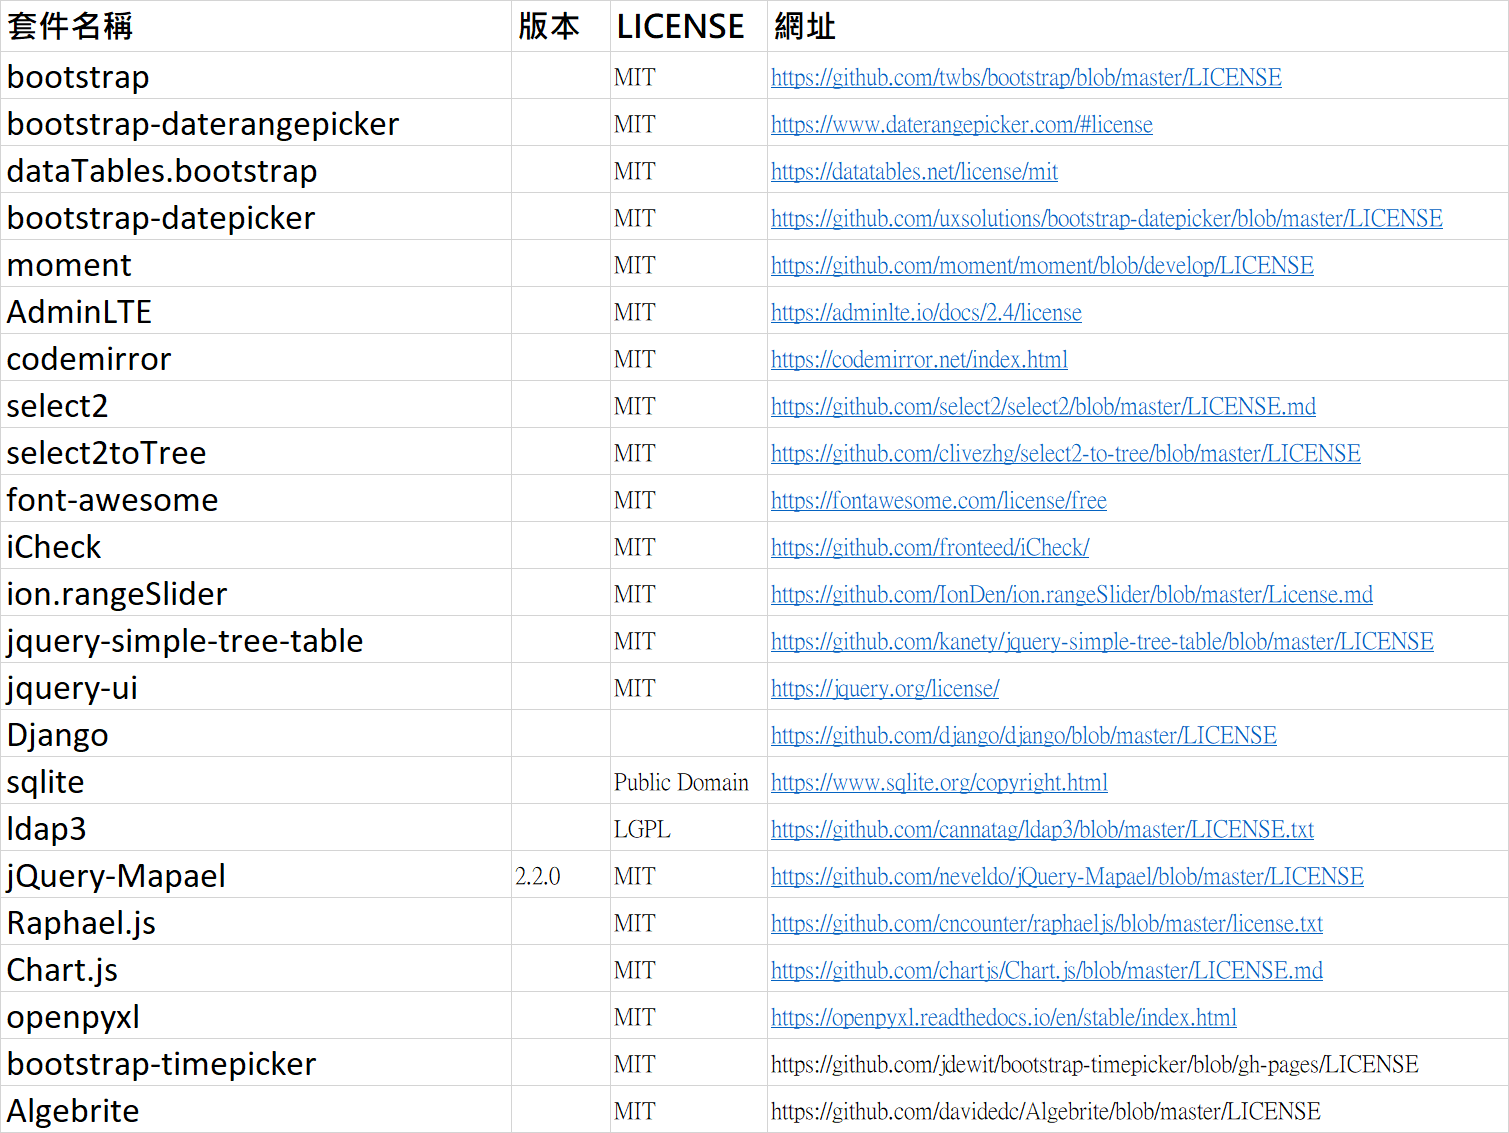 套件名稱 版本 LICENSE 網址
bootstrap MIT https://github.com/twbs/bootstrap/blob/master/LICENSE
bootstrap-daterangepicker MIT https://www.daterangepicker.com/#license
dataTables.bootstrap MIT https://datatables.net/license/mit
bootstrap-datepicker MIT https://github.com/uxsolutions/bootstrap-datepicker/blob/master/LICENSE
moment MIT https://github.com/moment/moment/blob/develop/LICENSE
AdminLTE MIT https://adminlte.io/docs/2.4/license
codemirror MIT https://codemirror.net/index.html
select2 MIT https://github.com/select2/select2/blob/master/LICENSE.md
select2toTree MIT https://github.com/clivezhg/select2-to-tree/blob/master/LICENSE
font-awesome MIT https://fontawesome.com/license/free
iCheck MIT https://github.com/fronteed/iCheck/
ion.rangeSlider MIT https://github.com/IonDen/ion.rangeSlider/blob/master/License.md
jquery-simple-tree-table MIT https://github.com/kanety/jquery-simple-tree-table/blob/master/LICENSE
jquery-ui MIT https://jquery.org/license/
Django https://github.com/django/django/blob/master/LICENSE
sqlite Public Domain https://www.sqlite.org/copyright.html
ldap3 LGPL https://github.com/cannatag/ldap3/blob/master/LICENSE.txt
jQuery-Mapael 2.2.0 MIT https://github.com/neveldo/jQuery-Mapael/blob/master/LICENSE
Raphael.js MIT https://github.com/cncounter/raphaeljs/blob/master/license.txt
Chart.js MIT https://github.com/chartjs/Chart.js/blob/master/LICENSE.md
openpyxl MIT https://openpyxl.readthedocs.io/en/stable/index.html
bootstrap-timepicker MIT https://github.com/jdewit/bootstrap-timepicker/blob/gh-pages/LICENSE
Algebrite MIT https://github.com/davidedc/Algebrite/blob/master/LICENSE